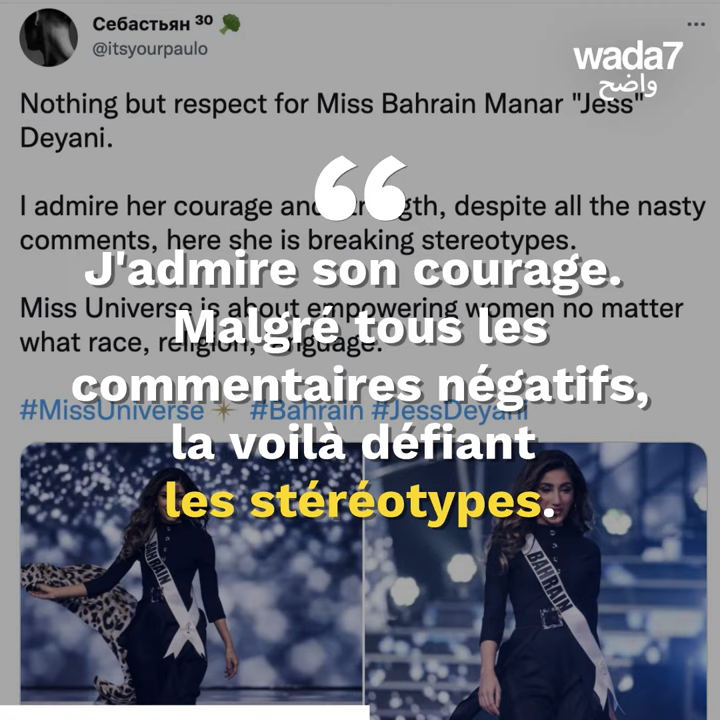 Себастьян ³⁰ 🥦
@itsyourpaulo
wada7
واضح
Nothing but respect for Miss Bahrain Manar "Jess"
Deyani.
I admire her courage and strength, despite all the nasty
comments, here she is breaking stereotypes.
Miss Universe is about empowering women no matter
what race, religion, language.
#MissUniverse #Bahrain #JessDeyani
“
J'admire son courage.
Malgré tous les
commentaires négatifs,
la voilà défiant
les stéréotypes.
BAHRAIN
BAHRAIN